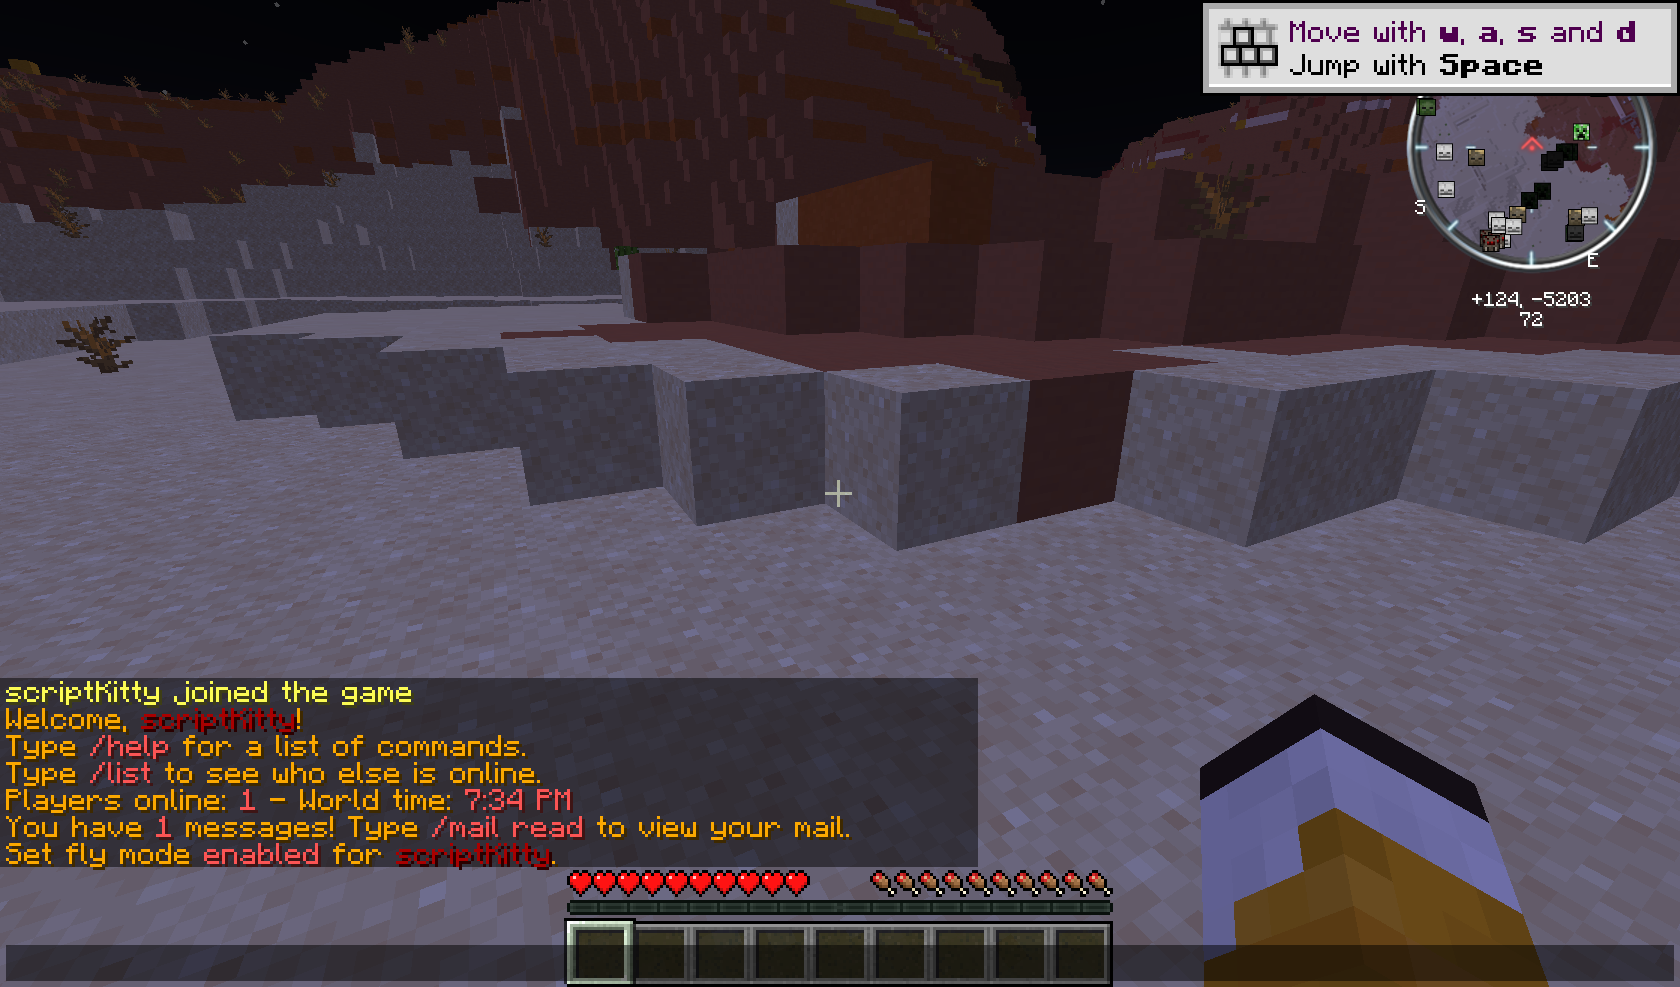 Move with w, a, s and d
Jump with Space
S
E
+124, -5203
72
scriptKitty joined the game
Welcome, scriptKitty!
Type /help for a list of commands.
Type /list to see who else is online.
Players online: 1 - World time: 7:34 PM
You have 1 messages! Type /mail read to view your mail.
Set fly mode enabled for scriptKitty.